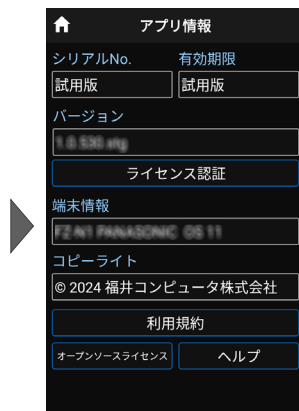 アプリ情報
シリアルNo. 有効期限
試用版 試用版
バージョン
ライセンス認証
端末情報
コピーライト
© 2024 福井コンピュータ株式会社
利用規約
オープンソースライセンス ヘルプ